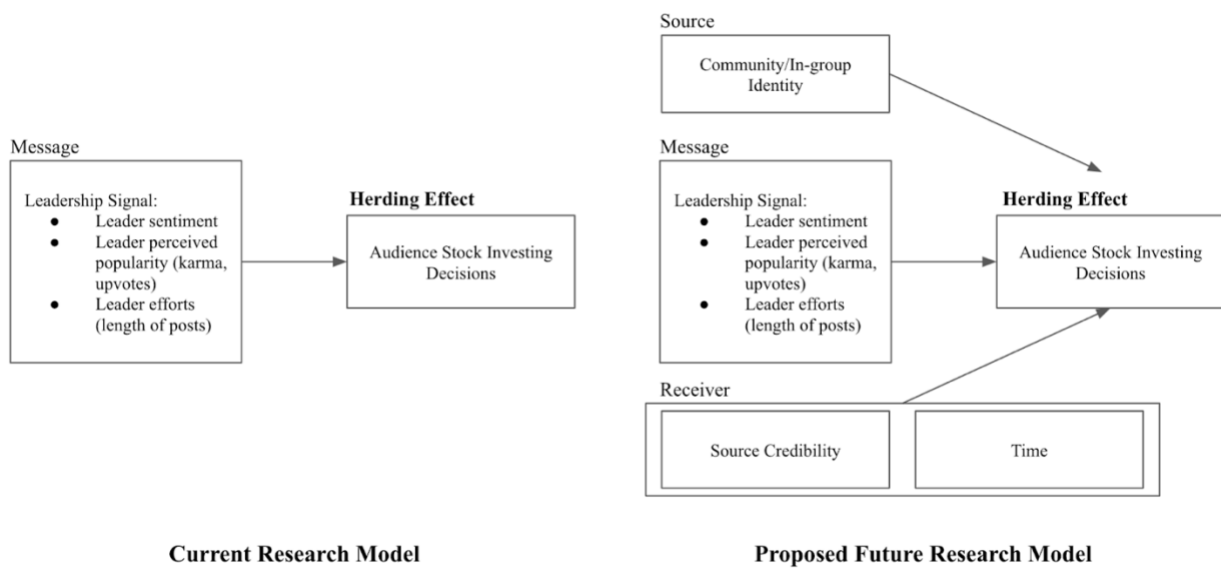 Message
Leadership Signal:
● Leader sentiment
● Leader perceived
popularity (karma,
upvotes)
● Leader efforts
(length of posts)
Herding Effect
Audience Stock Investing
Decisions
Current Research Model
Source
Community/In-group
Identity
Message
Leadership Signal:
● Leader sentiment
● Leader perceived
popularity (karma,
upvotes)
● Leader efforts
(length of posts)
Herding Effect
Audience Stock Investing
Decisions
Receiver
Source Credibility
Time
Proposed Future Research Model